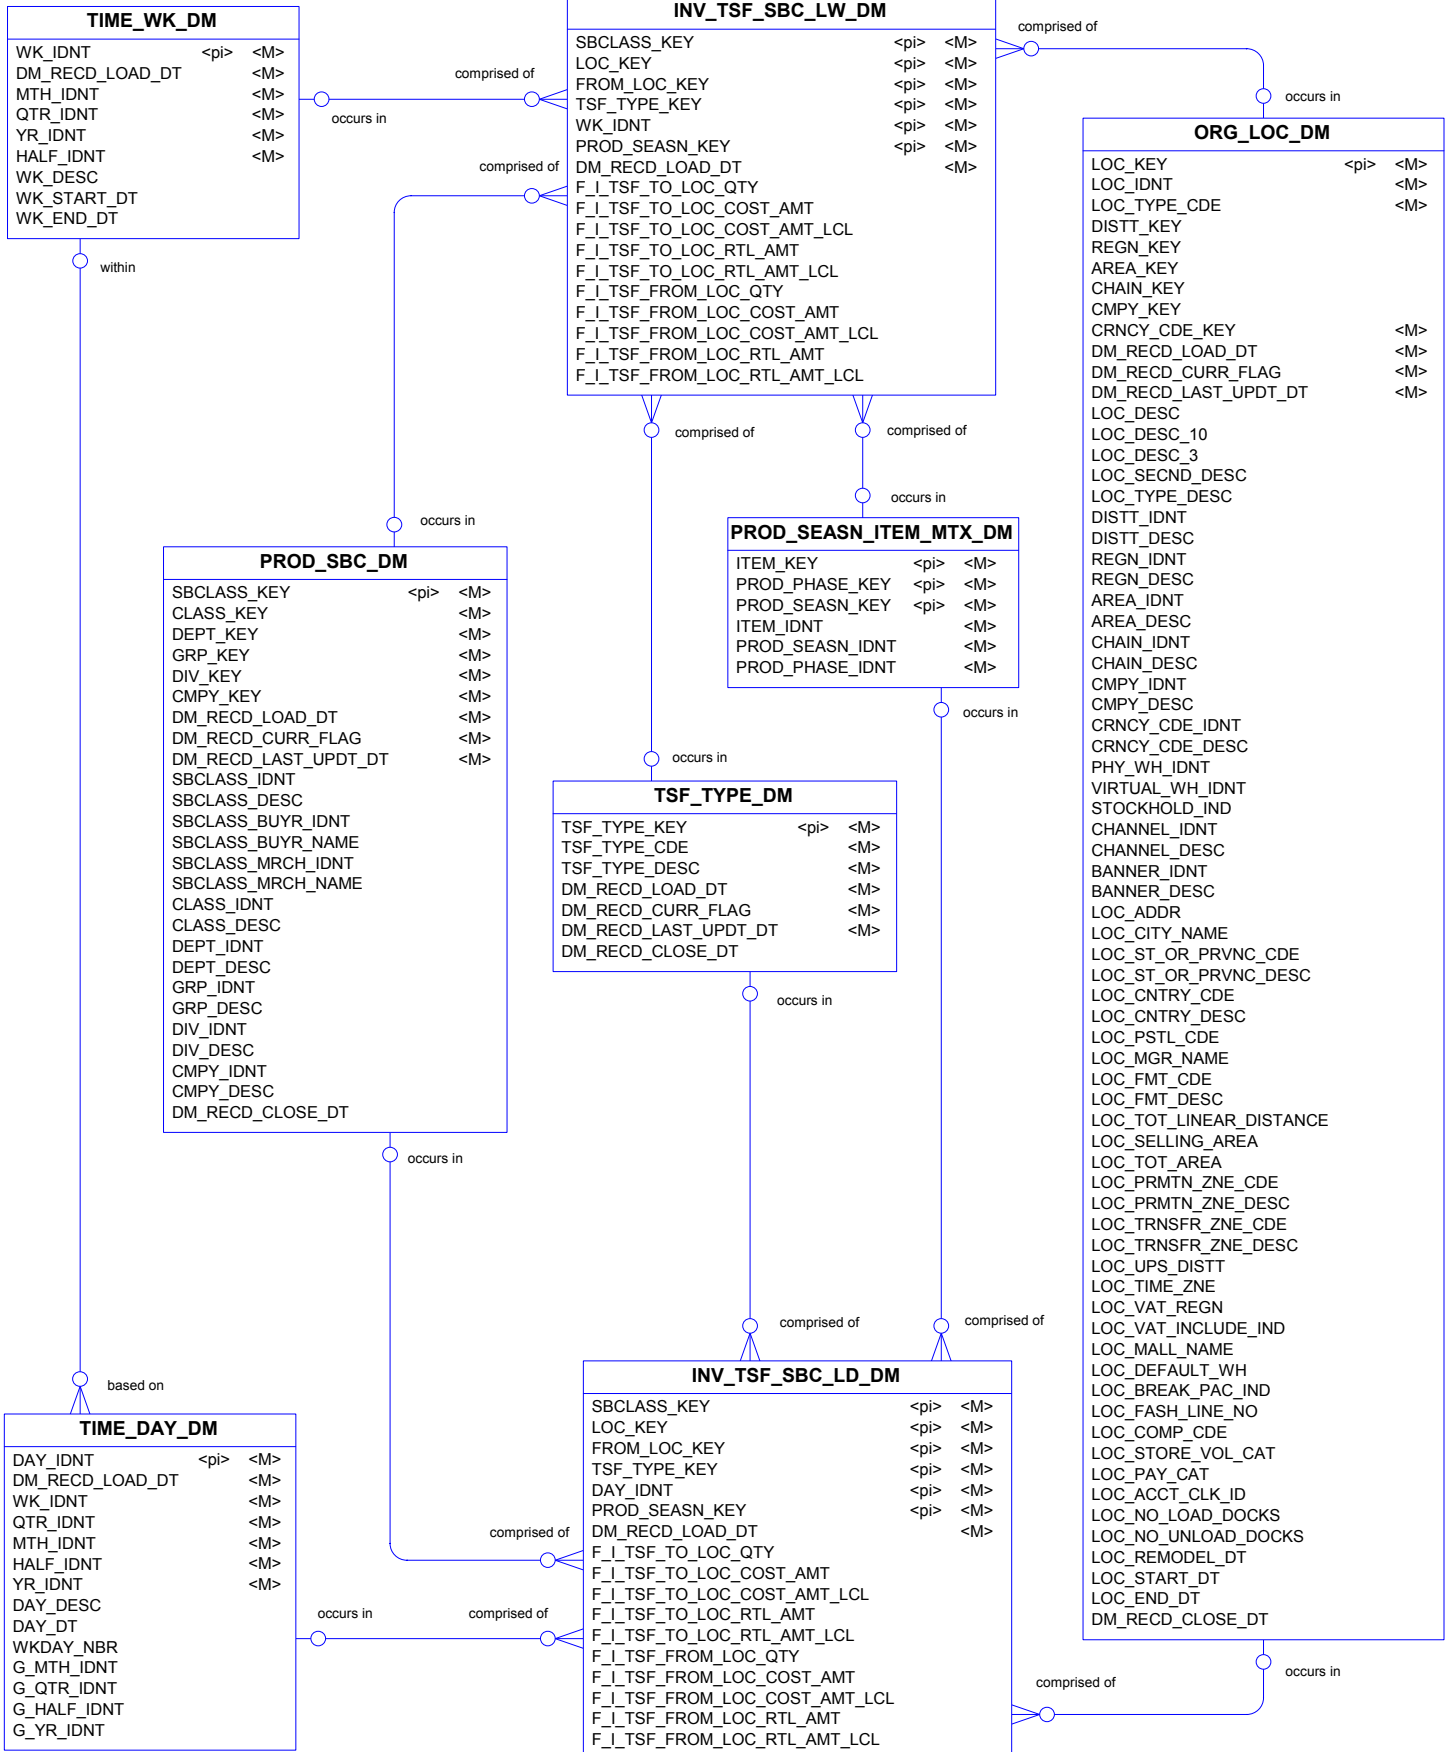 TIME_WK_DM
WK_IDNT <pi> <M>
DM_RECD_LOAD_DT <M>
MTH_IDNT <M>
QTR_IDNT <M>
YR_IDNT <M>
HALF_IDNT <M>
WK_DESC
WK_START_DT
WK_END_DT
occurs in
comprised of
comprised of
within
INV_TSF_SBC_LW_DM
SBCLASS_KEY <pi> <M>
LOC_KEY <pi> <M>
FROM_LOC_KEY <pi> <M>
TSF_TYPE_KEY <pi> <M>
WK_IDNT <pi> <M>
PROD_SEASN_KEY <pi> <M>
DM_RECD_LOAD_DT <M>
F_I_TSF_TO_LOC_QTY
F_I_TSF_TO_LOC_COST_AMT
F_I_TSF_TO_LOC_COST_AMT_LCL
F_I_TSF_TO_LOC_RTL_AMT
F_I_TSF_TO_LOC_RTL_AMT_LCL
F_I_TSF_FROM_LOC_QTY
F_I_TSF_FROM_LOC_COST_AMT
F_I_TSF_FROM_LOC_COST_AMT_LCL
F_I_TSF_FROM_LOC_RTL_AMT
F_I_TSF_FROM_LOC_RTL_AMT_LCL
comprised of
occurs in
comprised of
comprised of
occurs in
occurs in
ORG_LOC_DM
LOC_KEY <pi> <M>
LOC_IDNT <M>
LOC_TYPE_CDE <M>
DISTT_KEY
REGN_KEY
AREA_KEY
CHAIN_KEY
CMPY_KEY
CRNCY_CDE_KEY <M>
DM_RECD_LOAD_DT <M>
DM_RECD_CURR_FLAG <M>
DM_RECD_LAST_UPDT_DT <M>
LOC_DESC
LOC_DESC_10
LOC_DESC_3
LOC_SECND_DESC
LOC_TYPE_DESC
DISTT_IDNT
DISTT_DESC
REGN_IDNT
REGN_DESC
AREA_IDNT
AREA_DESC
CHAIN_IDNT
CHAIN_DESC
CMPY_IDNT
CMPY_DESC
CRNCY_CDE_IDNT
CRNCY_CDE_DESC
PHY_WH_IDNT
VIRTUAL_WH_IDNT
STOCKHOLD_IND
CHANNEL_IDNT
CHANNEL_DESC
BANNER_IDNT
BANNER_DESC
LOC_ADDR
LOC_CITY_NAME
LOC_ST_OR_PRVNC_CDE
LOC_ST_OR_PRVNC_DESC
LOC_CNTRY_CDE
LOC_CNTRY_DESC
LOC_PSTL_CDE
LOC_MGR_NAME
LOC_FMT_CDE
LOC_FMT_DESC
LOC_TOT_LINEAR_DISTANCE
LOC_SELLING_AREA
LOC_TOT_AREA
LOC_PRMTN_ZNE_CDE
LOC_PRMTN_ZNE_DESC
LOC_TRNSFR_ZNE_CDE
LOC_TRNSFR_ZNE_DESC
LOC_UPS_DISTT
LOC_TIME_ZNE
LOC_VAT_REGN
LOC_VAT_INCLUDE_IND
LOC_MALL_NAME
LOC_DEFAULT_WH
LOC_BREAK_PAC_IND
LOC_FASH_LINE_NO
LOC_COMP_CDE
LOC_STORE_VOL_CAT
LOC_PAY_CAT
LOC_ACCT_CLK_ID
LOC_NO_LOAD_DOCKS
LOC_NO_UNLOAD_DOCKS
LOC_REMODEL_DT
LOC_START_DT
LOC_END_DT
DM_RECD_CLOSE_DT
PROD_SBC_DM
SBCLASS_KEY <pi> <M>
CLASS_KEY <M>
DEPT_KEY <M>
GRP_KEY <M>
DIV_KEY <M>
CMPY_KEY <M>
DM_RECD_LOAD_DT <M>
DM_RECD_CURR_FLAG <M>
DM_RECD_LAST_UPDT_DT <M>
SBCLASS_IDNT
SBCLASS_DESC
SBCLASS_BUYR_IDNT
SBCLASS_BUYR_NAME
SBCLASS_MRCH_IDNT
SBCLASS_MRCH_NAME
CLASS_IDNT
CLASS_DESC
DEPT_IDNT
DEPT_DESC
GRP_IDNT
GRP_DESC
DIV_IDNT
DIV_DESC
CMPY_IDNT
CMPY_DESC
DM_RECD_CLOSE_DT
occurs in
PROD_SEASN_ITEM_MTX_DM
ITEM_KEY <pi> <M>
PROD_PHASE_KEY <pi> <M>
PROD_SEASN_KEY <pi> <M>
ITEM_IDNT <M>
PROD_SEASN_IDNT <M>
PROD_PHASE_IDNT <M>
occurs in
occurs in
TSF_TYPE_DM
TSF_TYPE_KEY <pi> <M>
TSF_TYPE_CDE <M>
TSF_TYPE_DESC <M>
DM_RECD_LOAD_DT <M>
DM_RECD_CURR_FLAG <M>
DM_RECD_LAST_UPDT_DT <M>
DM_RECD_CLOSE_DT
occurs in
comprised of
comprised of
based on
TIME_DAY_DM
DAY_IDNT <pi> <M>
DM_RECD_LOAD_DT <M>
WK_IDNT <M>
QTR_IDNT <M>
MTH_IDNT <M>
HALF_IDNT <M>
YR_IDNT <M>
DAY_DESC
DAY_DT
WKDAY_NBR
G_MTH_IDNT
G_QTR_IDNT
G_HALF_IDNT
G_YR_IDNT
occurs in
comprised of
comprised of
INV_TSF_SBC_LD_DM
SBCLASS_KEY <pi> <M>
LOC_KEY <pi> <M>
FROM_LOC_KEY <pi> <M>
TSF_TYPE_KEY <pi> <M>
DAY_IDNT <pi> <M>
PROD_SEASN_KEY <pi> <M>
DM_RECD_LOAD_DT <M>
F_I_TSF_TO_LOC_QTY
F_I_TSF_TO_LOC_COST_AMT
F_I_TSF_TO_LOC_COST_AMT_LCL
F_I_TSF_TO_LOC_RTL_AMT
F_I_TSF_TO_LOC_RTL_AMT_LCL
F_I_TSF_FROM_LOC_QTY
F_I_TSF_FROM_LOC_COST_AMT
F_I_TSF_FROM_LOC_COST_AMT_LCL
F_I_TSF_FROM_LOC_RTL_AMT
F_I_TSF_FROM_LOC_RTL_AMT_LCL
comprised of
occurs in